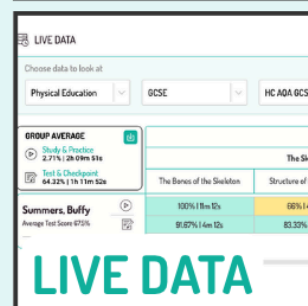 LIVE DATA
Choose data to look at
Physical Education
GCSE
HC AQA GCS
GROUP AVERAGE
Study & Practice
2.71% | 2h 09m 51s
Test & Checkpoint
64.32% | 1h 11m 52s
The Sk
The Bones of the Skeleton
Structure of
Summers, Buffy
100% | 11m 12s
66% | 4
Average Test Score 67.5%
91.67% | 4m 12s
83.33%
LIVE DATA